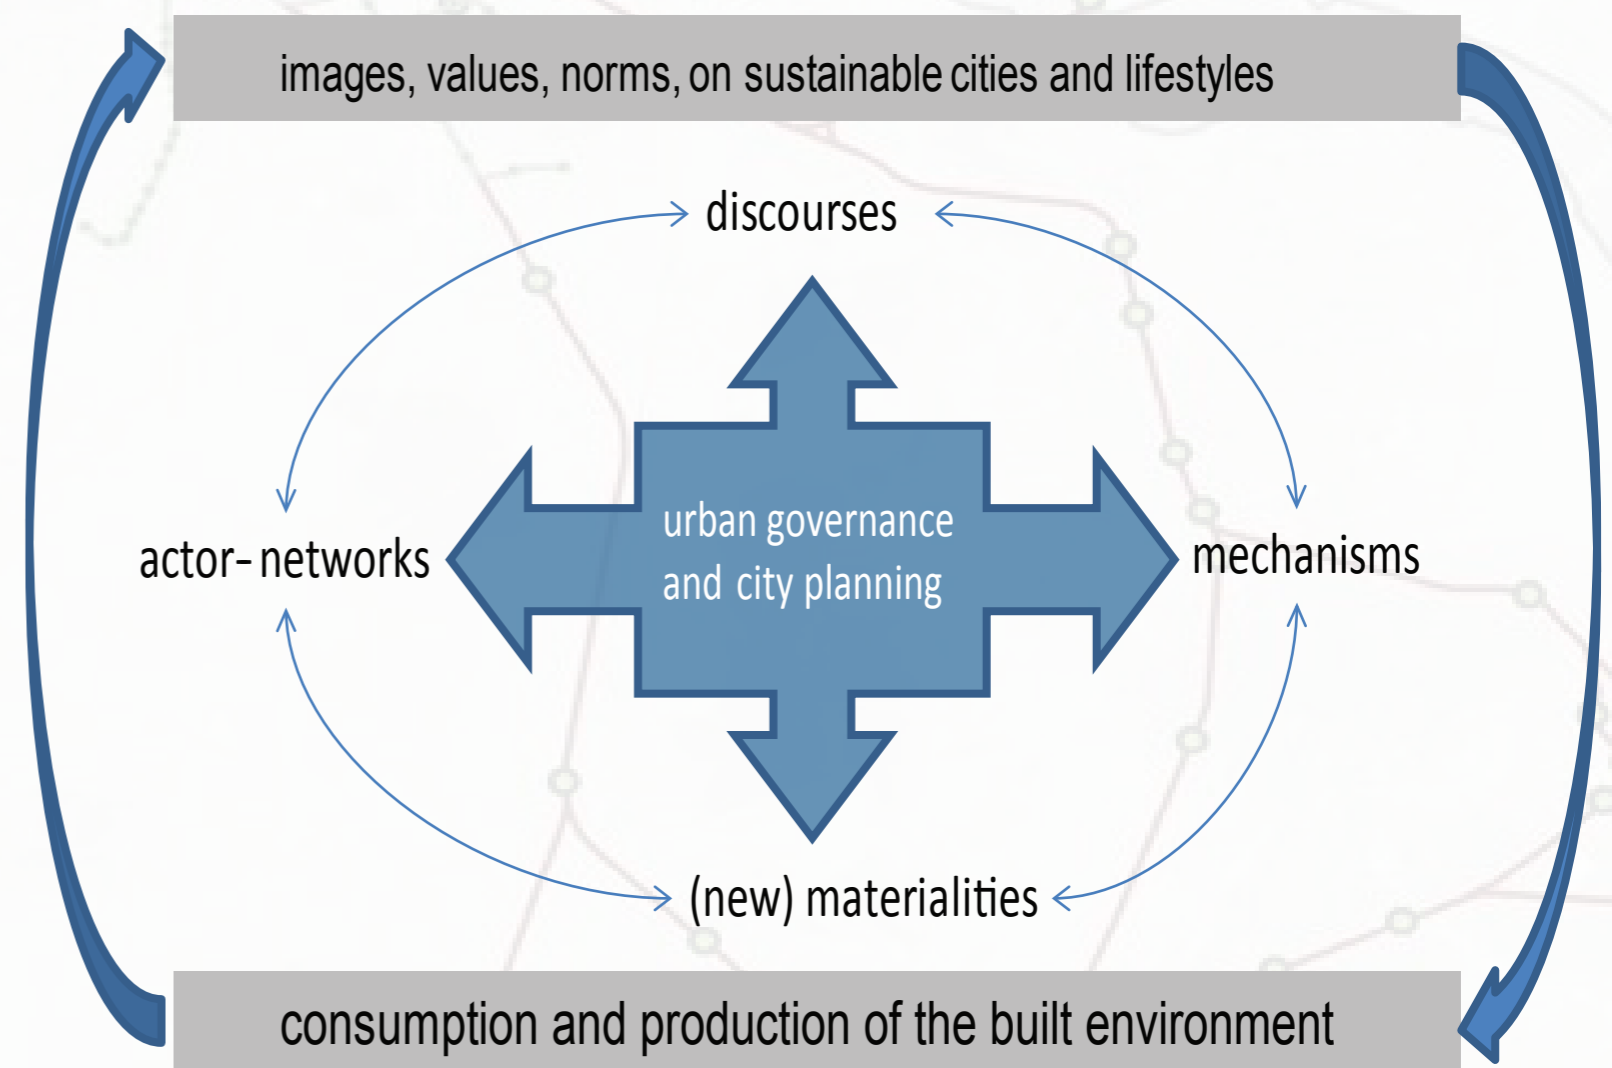 images, values, norms, on sustainable cities and lifestyles
discourses
actor–networks
urban governance
and city planning
mechanisms
(new) materialities
consumption and production of the built environment